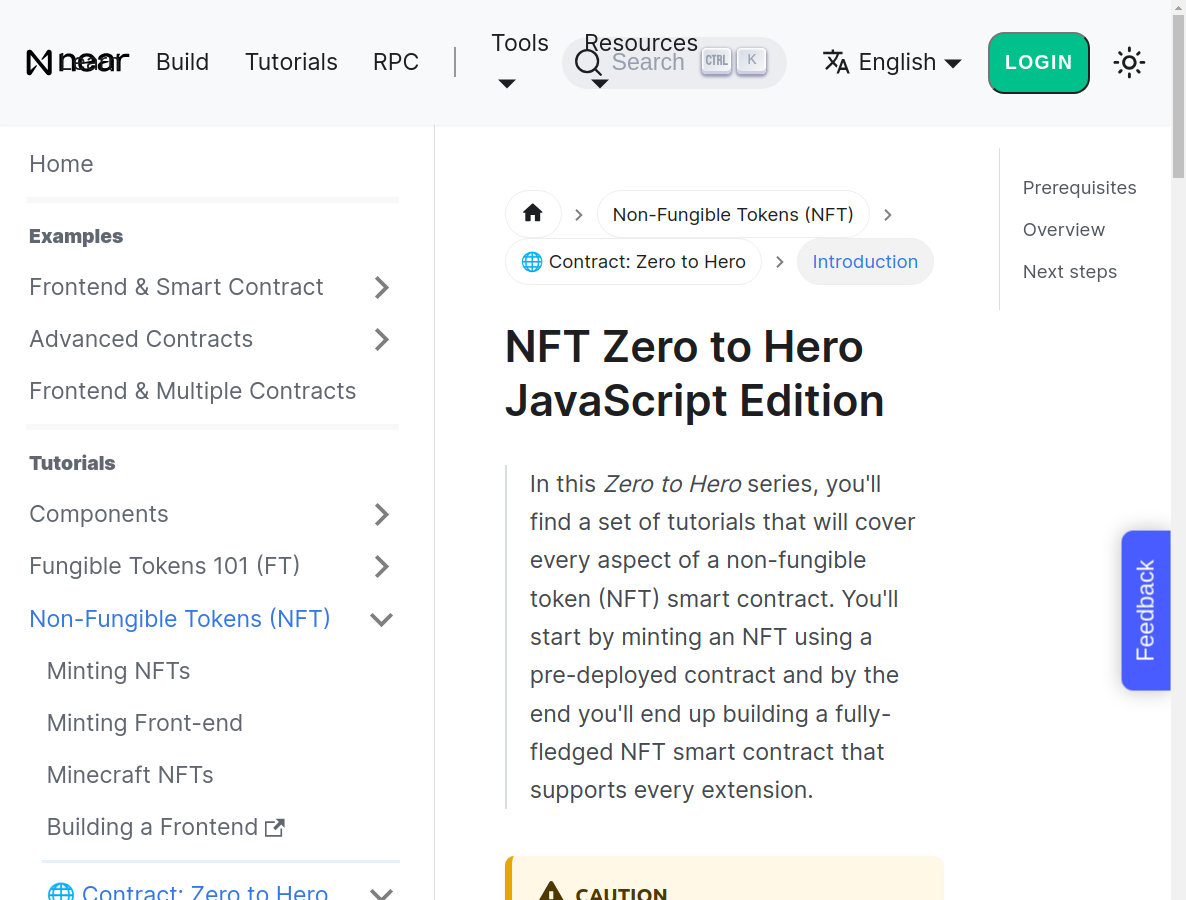 near
Learn
Build
Tutorials
RPC
Tools
Resources
Search
CTRL
K
English
LOGIN
Home
Examples
Frontend & Smart Contract
Advanced Contracts
Frontend & Multiple Contracts
Tutorials
Components
Fungible Tokens 101 (FT)
Non-Fungible Tokens (NFT)
Minting NFTs
Minting Front-end
Minecraft NFTs
Building a Frontend
Contract: Zero to Hero
Non-Fungible Tokens (NFT)
Contract: Zero to Hero
Introduction
NFT Zero to Hero
JavaScript Edition
In this Zero to Hero series, you'll
find a set of tutorials that will cover
every aspect of a non-fungible
token (NFT) smart contract. You'll
start by minting an NFT using a
pre-deployed contract and by the
end you'll end up building a fully-
fledged NFT smart contract that
supports every extension.
CAUTION
Prerequisites
Overview
Next steps
Feedback